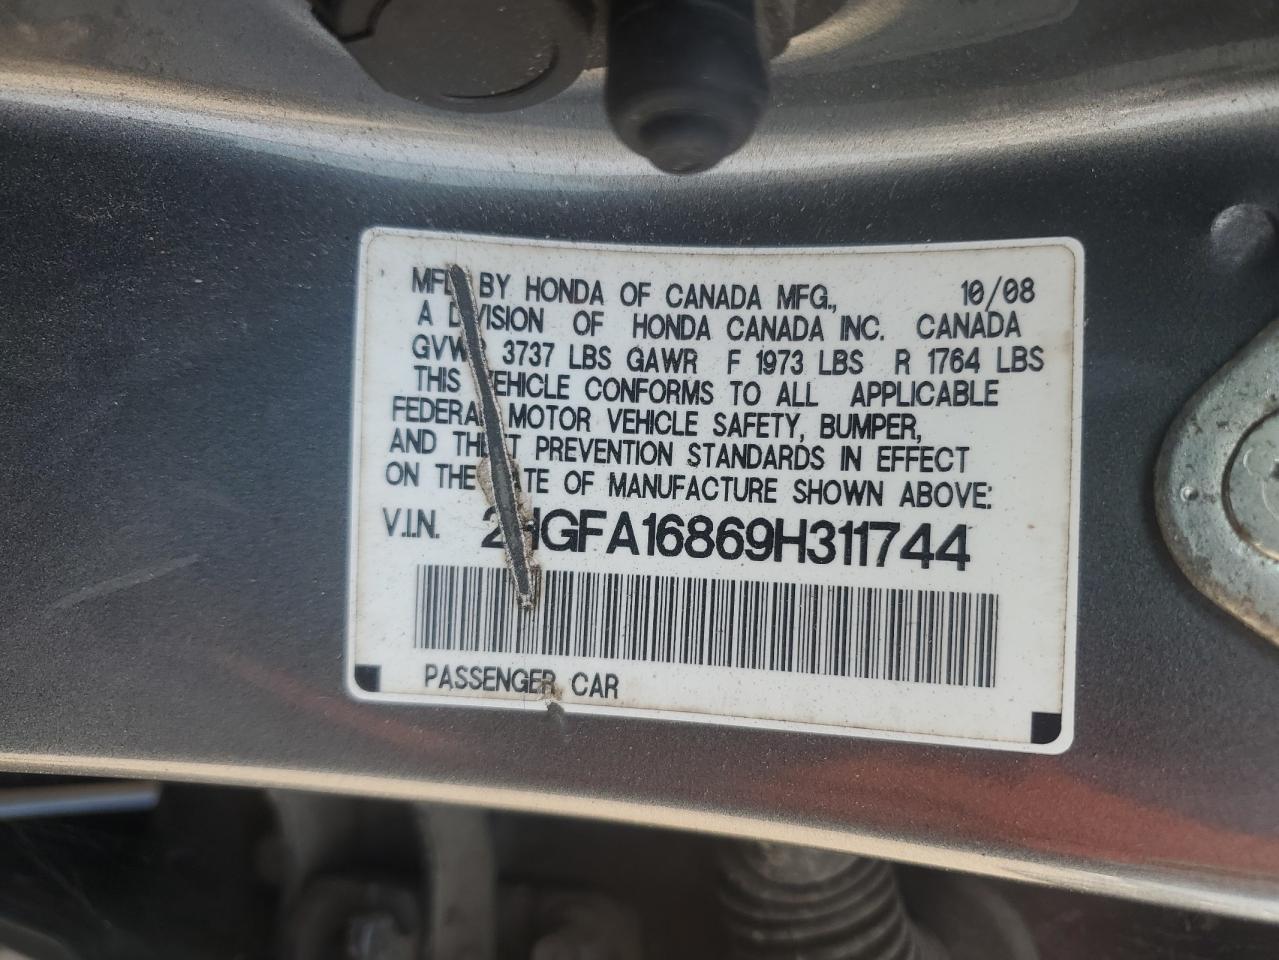 MFD BY HONDA OF CANADA MFG., 10/08
A DIVISION OF HONDA CANADA INC. CANADA
GVWR 3737 LBS GAWR F 1973 LBS R 1764 LBS
THIS VEHICLE CONFORMS TO ALL APPLICABLE
FEDERAL MOTOR VEHICLE SAFETY, BUMPER,
AND THEFT PREVENTION STANDARDS IN EFFECT
ON THE DATE OF MANUFACTURE SHOWN ABOVE:
V.I.N. 2HGFA16869H311744
PASSENGER CAR